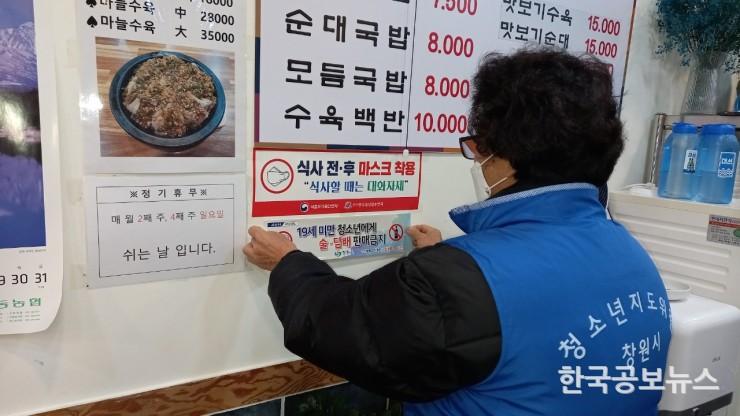 ♠마늘수육 中 28000
♠마늘수육 大 35000
※정기휴무※
매월 2째 주, 4째 주 일요일
쉬는 날 입니다.
9 30 31
농협
7.500
순대국밥 8.000
모듬국밥 8.000
수육백반 10.000
맛보기수육 15.000
맛보기순대 15.000
식사 전·후 마스크 착용
"식사할 때는 대화자제"
19세 미만 청소년에게
술·담배 판매금지
청소년지도위
창원시
한국공보뉴스